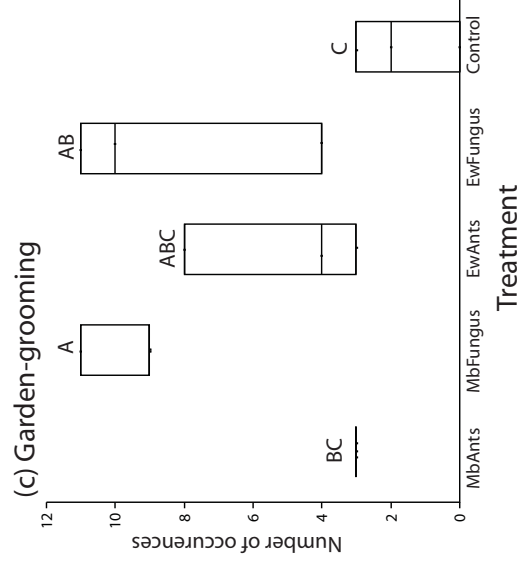 (c) Garden-grooming
Number of occurences
12
10
8
6
4
2
0
BC
A
ABC
AB
C
MbAnts
MbFungus
EwAnts
EwFungus
Control
Treatment